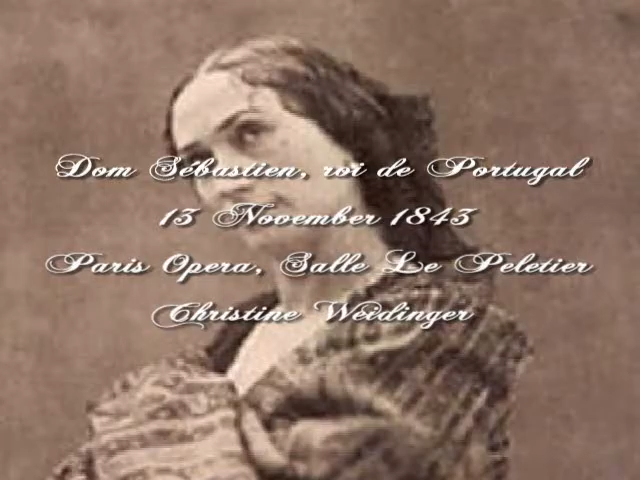 Dom Sébastien, roi de Portugal
13 November 1843
Paris Opera, Salle Le Peletier
Christine Weidinger